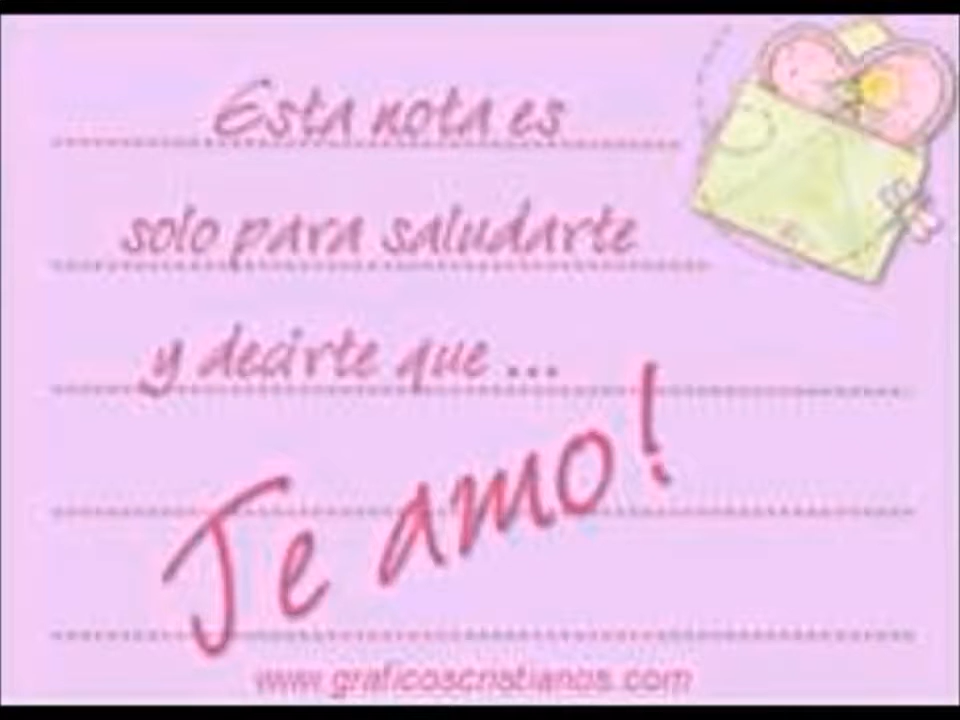 Esta nota es
solo para saludarte
y decirte que ...
Te amo!
www.graficoscristianos.com